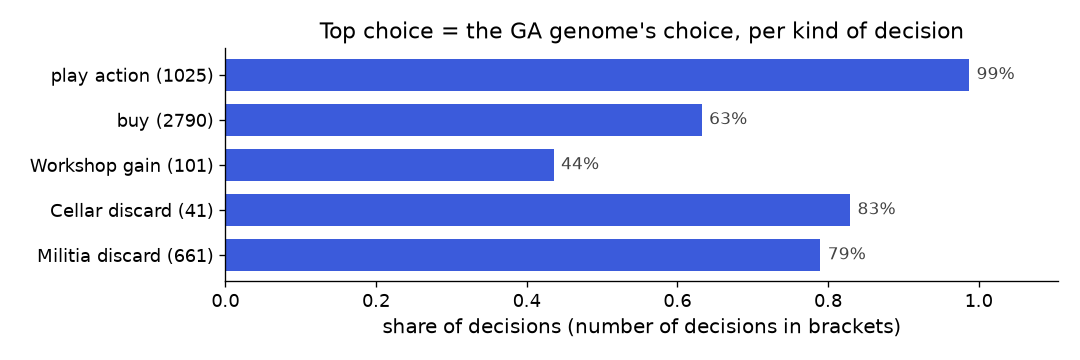 Top choice = the GA genome's choice, per kind of decision
play action (1025)
99%
buy (2790)
63%
Workshop gain (101)
44%
Cellar discard (41)
83%
Militia discard (661)
79%
0.0 0.2 0.4 0.6 0.8 1.0
share of decisions (number of decisions in brackets)